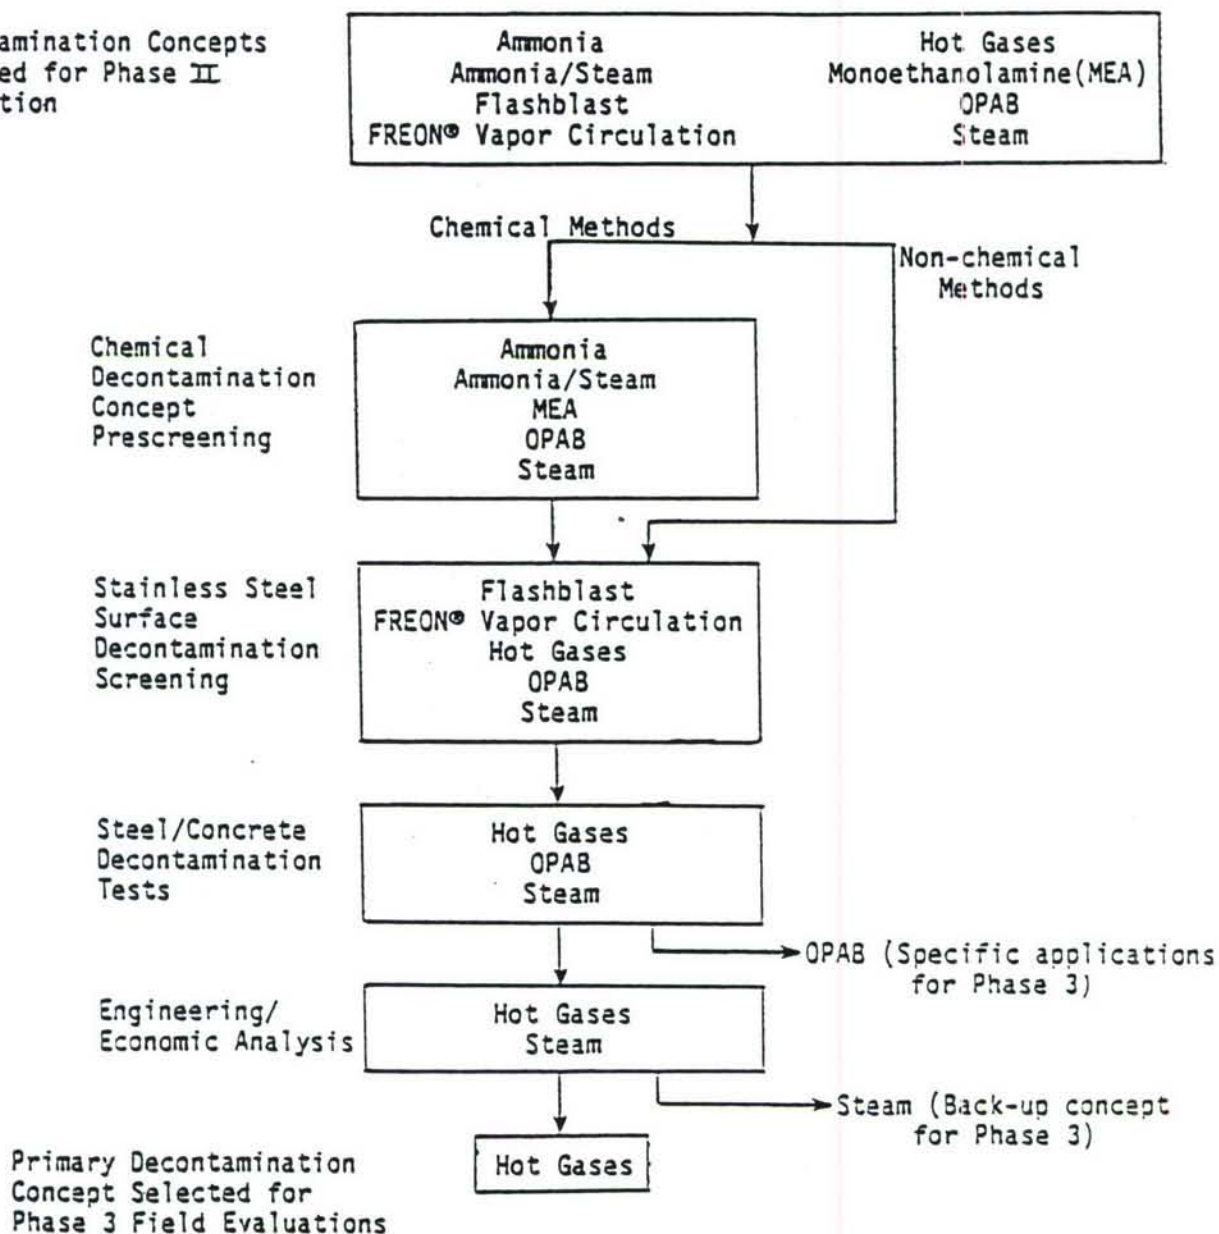 amination Concepts
ed for Phase II
tion
Ammonia
Ammonia/Steam
Flashblast
FREON® Vapor Circulation
Hot Gases
Monoethanolamine(MEA)
OPAB
Steam
Chemical Methods
Non-chemical
Methods
Chemical
Decontamination
Concept
Prescreening
Ammonia
Ammonia/Steam
MEA
OPAB
Steam
Stainless Steel
Surface
Decontamination
Screening
Flashblast
FREON® Vapor Circulation
Hot Gases
OPAB
Steam
Steel/Concrete
Decontamination
Tests
Hot Gases
OPAB
Steam
OPAB (Specific applications
for Phase 3)
Engineering/
Economic Analysis
Hot Gases
Steam
Steam (Back-up concept
for Phase 3)
Primary Decontamination
Concept Selected for
Phase 3 Field Evaluations
Hot Gases